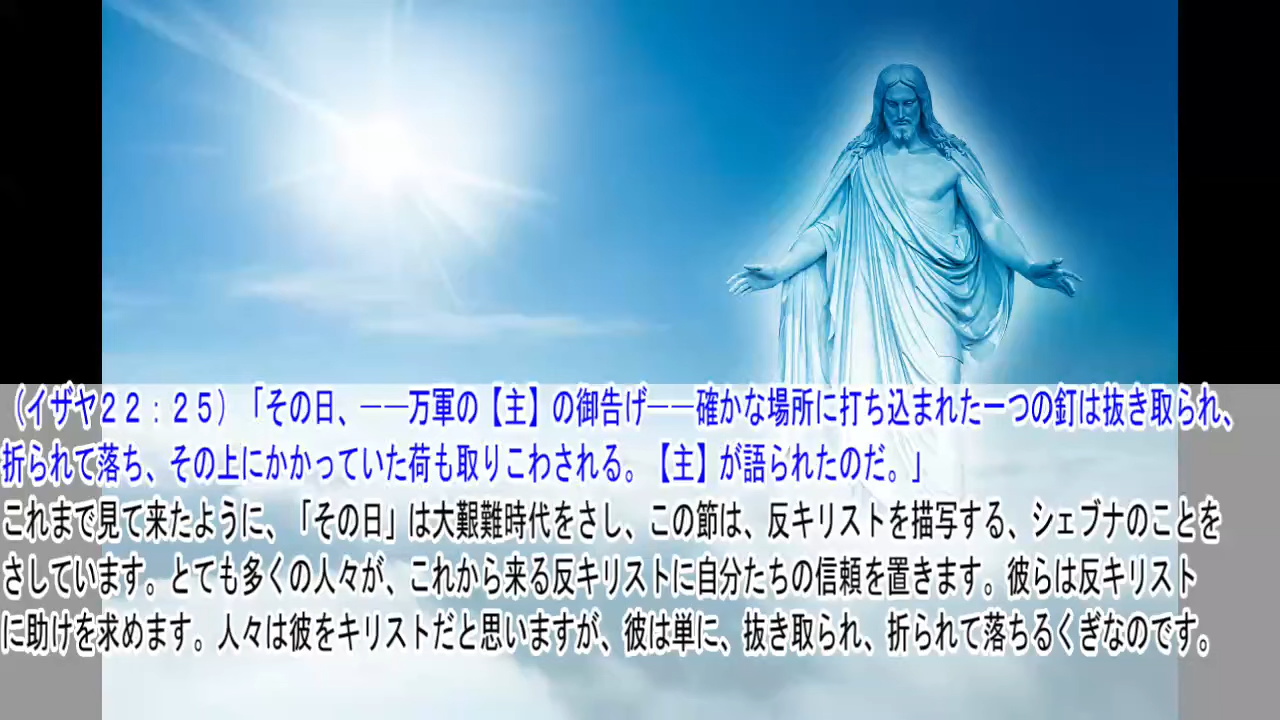 （イザヤ２２：２５）「その日、――万軍の【主】の御告げ――確かな場所に打ち込まれた一つの釘は抜き取られ、
折られて落ち、その上にかかっていた荷も取りこわされる。【主】が語られたのだ。」
これまで見て来たように、「その日」は大艱難時代をさし、この節は、反キリストを描写する、シェブナのことを
さしています。とても多くの人々が、これから来る反キリストに自分たちの信頼を置きます。彼らは反キリスト
に助けを求めます。人々は彼をキリストだと思いますが、彼は単に、抜き取られ、折られて落ちるくぎなのです。